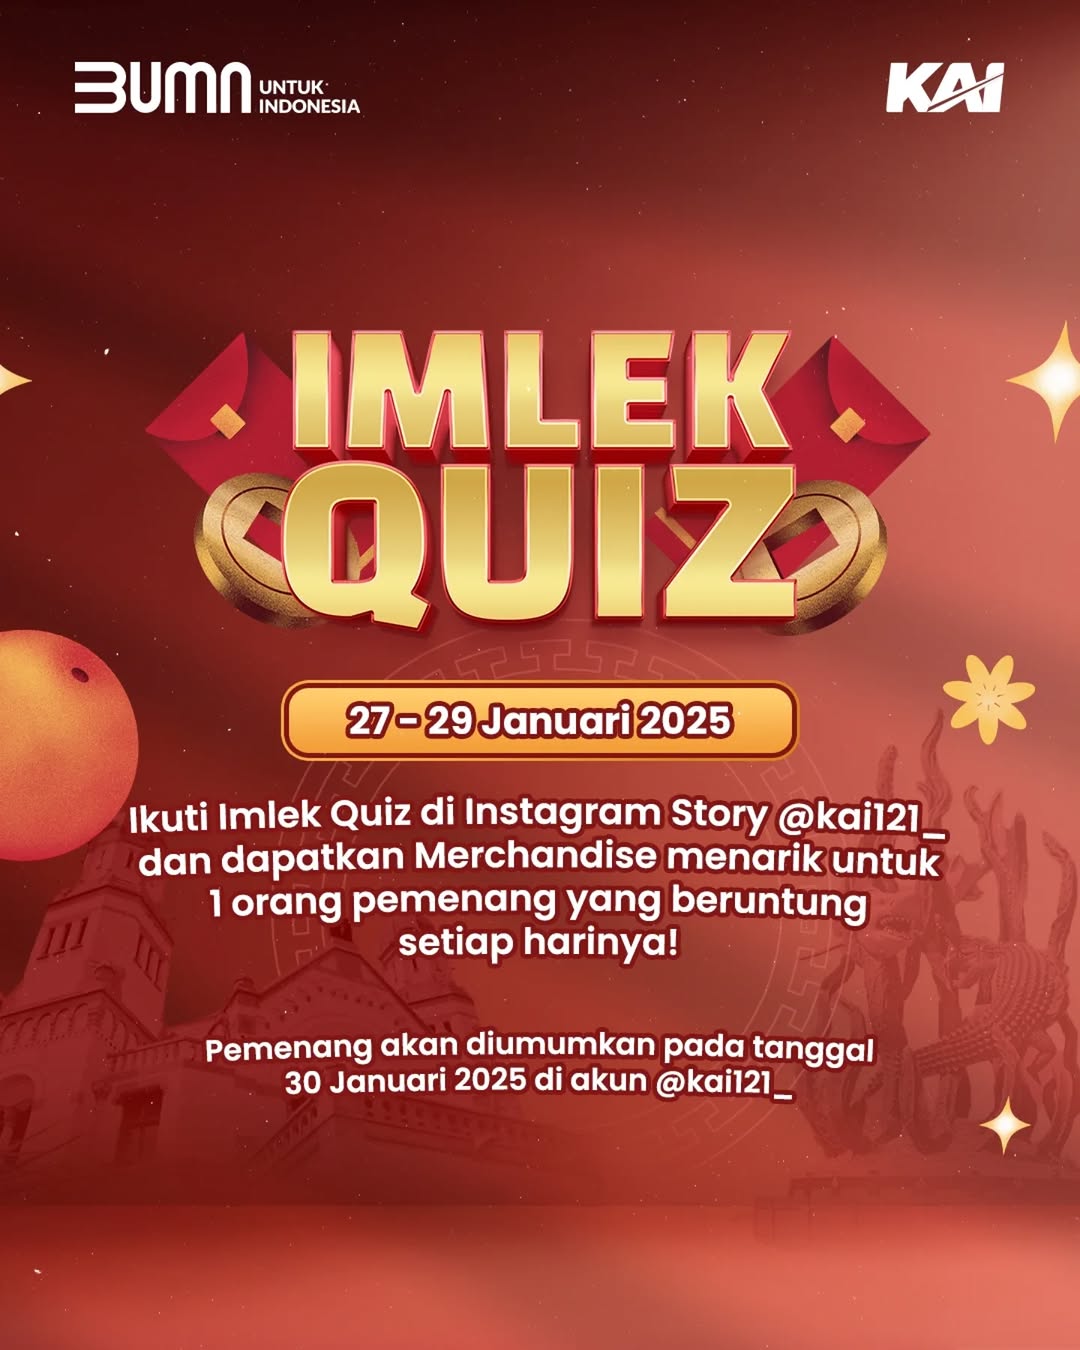 BUMN UNTUK
INDONESIA
KAI
IMLEK
QUIZ
27 - 29 Januari 2025
Ikuti Imlek Quiz di Instagram Story @kai121_
dan dapatkan Merchandise menarik untuk
1 orang pemenang yang beruntung
setiap harinya!
Pemenang akan diumumkan pada tanggal
30 Januari 2025 di akun @kai121_